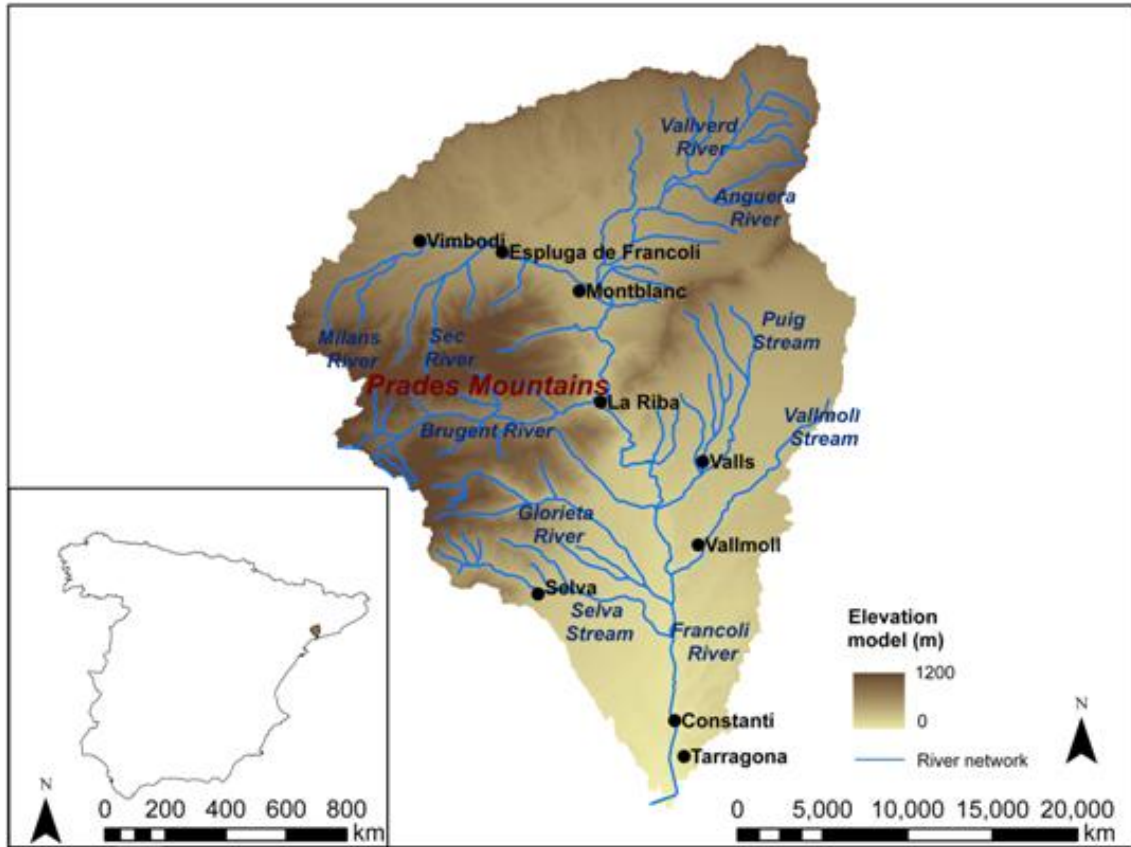 Vallverd
River
Anguera
River
Vimbodi
Espluga de Francoli
Montblanc
Puig
Stream
Milans
River
Sec
River
Prades Mountains
La Riba
Vallmoll
Stream
Brugent River
Valls
Glorieta
River
Vallmoll
Selva
Selva
Stream
Francoli
River
Constanti
Tarragona
Elevation
model (m)
1200
0
River network
N
0 5,000 10,000 15,000 20,000
km
N
0 200 400 600 800
km